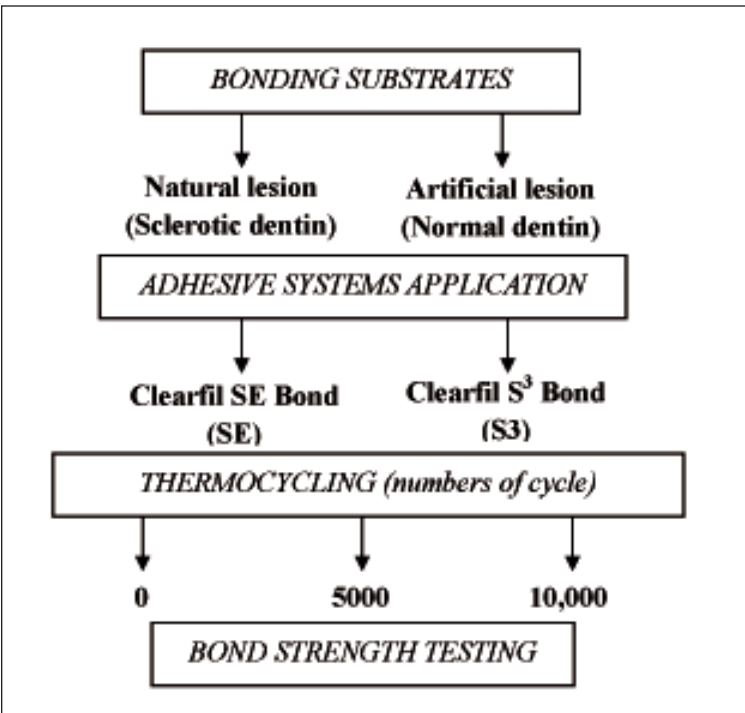 BONDING SUBSTRATES
Natural lesion
(Sclerotic dentin)
Artificial lesion
(Normal dentin)
ADHESIVE SYSTEMS APPLICATION
Clearfil SE Bond
(SE)
Clearfil S³ Bond
(S3)
THERMOCYCLING (numbers of cycle)
0 5000 10,000
BOND STRENGTH TESTING